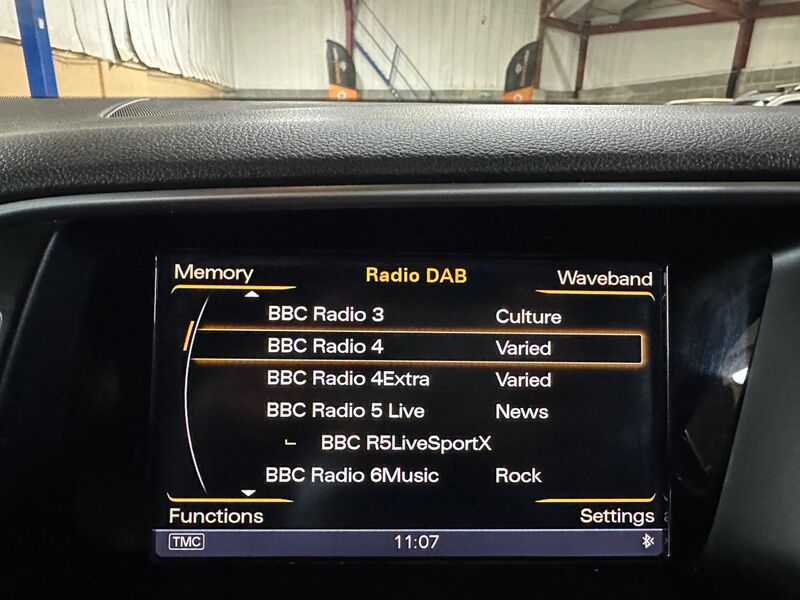 Memory Radio DAB Waveband
BBC Radio 3 Culture
BBC Radio 4 Varied
BBC Radio 4Extra Varied
BBC Radio 5 Live News
BBC R5LiveSportX
BBC Radio 6Music Rock
Functions Settings
TMC 11:07